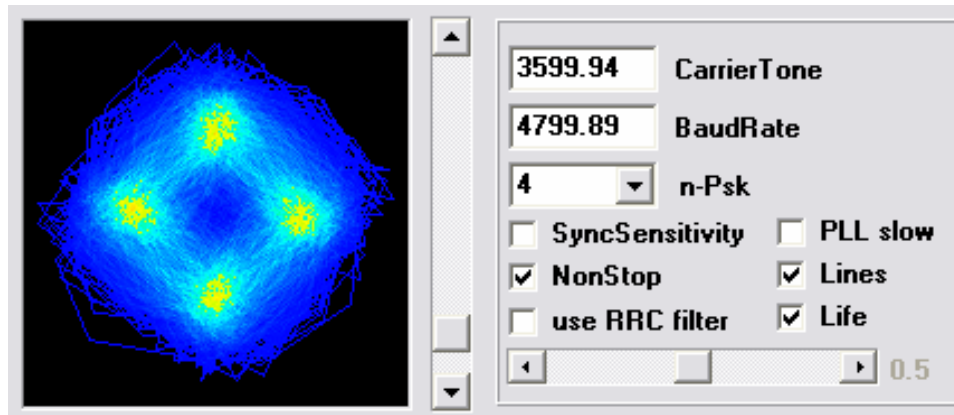 3599.94 CarrierTone
4799.89 BaudRate
4 n-Psk
SyncSensitivity PLL slow
NonStop Lines
use RRC filter Life
0.5